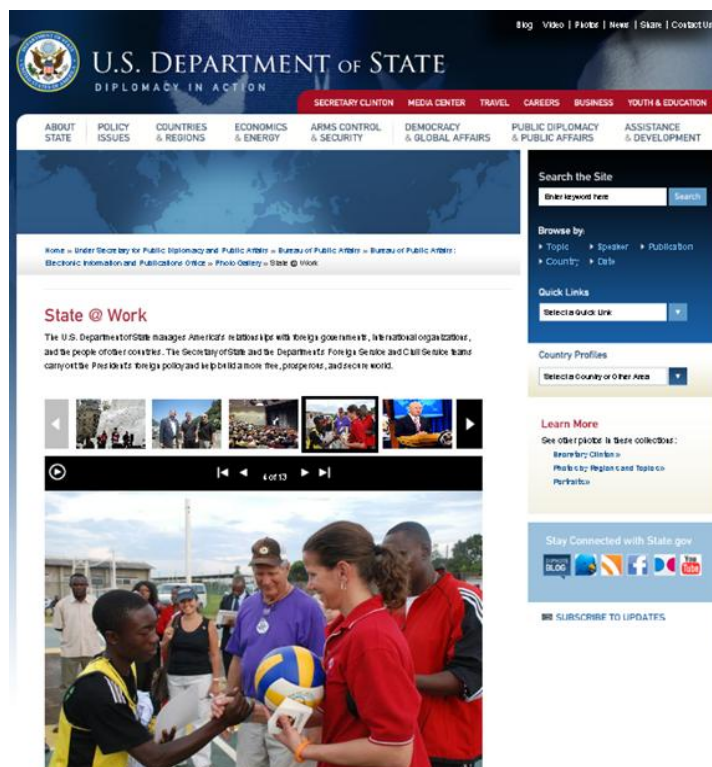 Blog Video | Photos | News | Share | Contact Us
U.S. DEPARTMENT OF STATE
DIPLOMACY IN ACTION
SECRETARY CLINTON MEDIA CENTER TRAVEL CAREERS BUSINESS YOUTH & EDUCATION
ABOUT STATE
POLICY ISSUES
COUNTRIES & REGIONS
ECONOMICS & ENERGY
ARMS CONTROL & SECURITY
DEMOCRACY & GLOBAL AFFAIRS
PUBLIC DIPLOMACY & PUBLIC AFFAIRS
ASSISTANCE & DEVELOPMENT
Home » Under Secretary for Public Diplomacy and Public Affairs » Bureau of Public Affairs » Bureau of Public Affairs:
Electronic Information and Publications Office » Photo Gallery » State @ Work
State @ Work
The U.S. Department of State manages America's relationships with foreign governments, international organizations,
and the people of other countries. The Secretary of State and the Department's Foreign Service and Civil Service teams
carry out the President's foreign policy and help build a more free, prosperous, and secure world.
4 of 13
Search the Site
Enter keyword here Search
Browse by:
Topic Speaker Publication
Country Date
Quick Links
Select a Quick Link
Country Profiles
Select a Country or Other Area
Learn More
See other photos in these collections:
Secretary Clinton »
Photos by Regions and Topics »
Portraits »
Stay Connected with State.gov
BLOG
You
Tube
SUBSCRIBE TO UPDATES